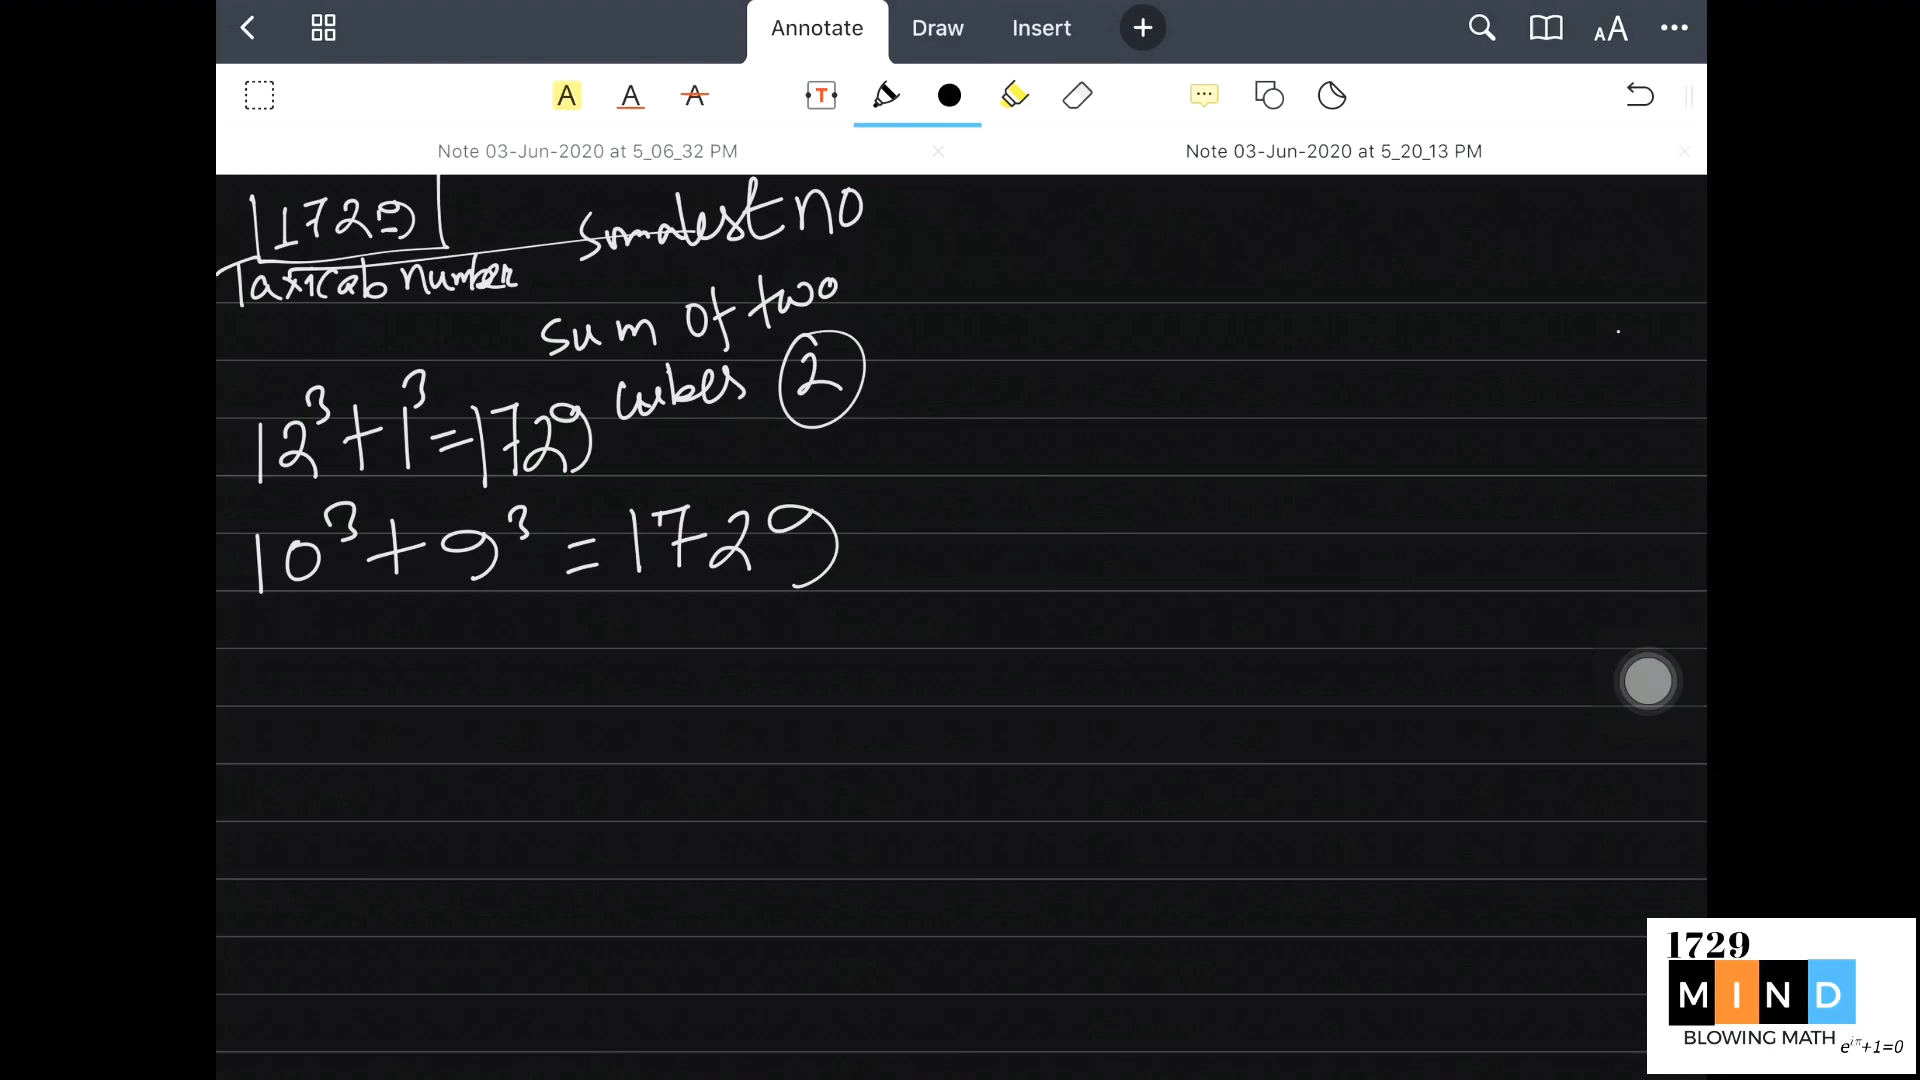 Annotate Draw Insert
Note 03-Jun-2020 at 5_06_32 PM
Note 03-Jun-2020 at 5_20_13 PM
1729
Taxicab Number
Smalest no
sum of two
cubes 2
12³+1³=1729
10³+9³=1729
1729
MIND
BLOWING MATH
e^{iπ}+1=0